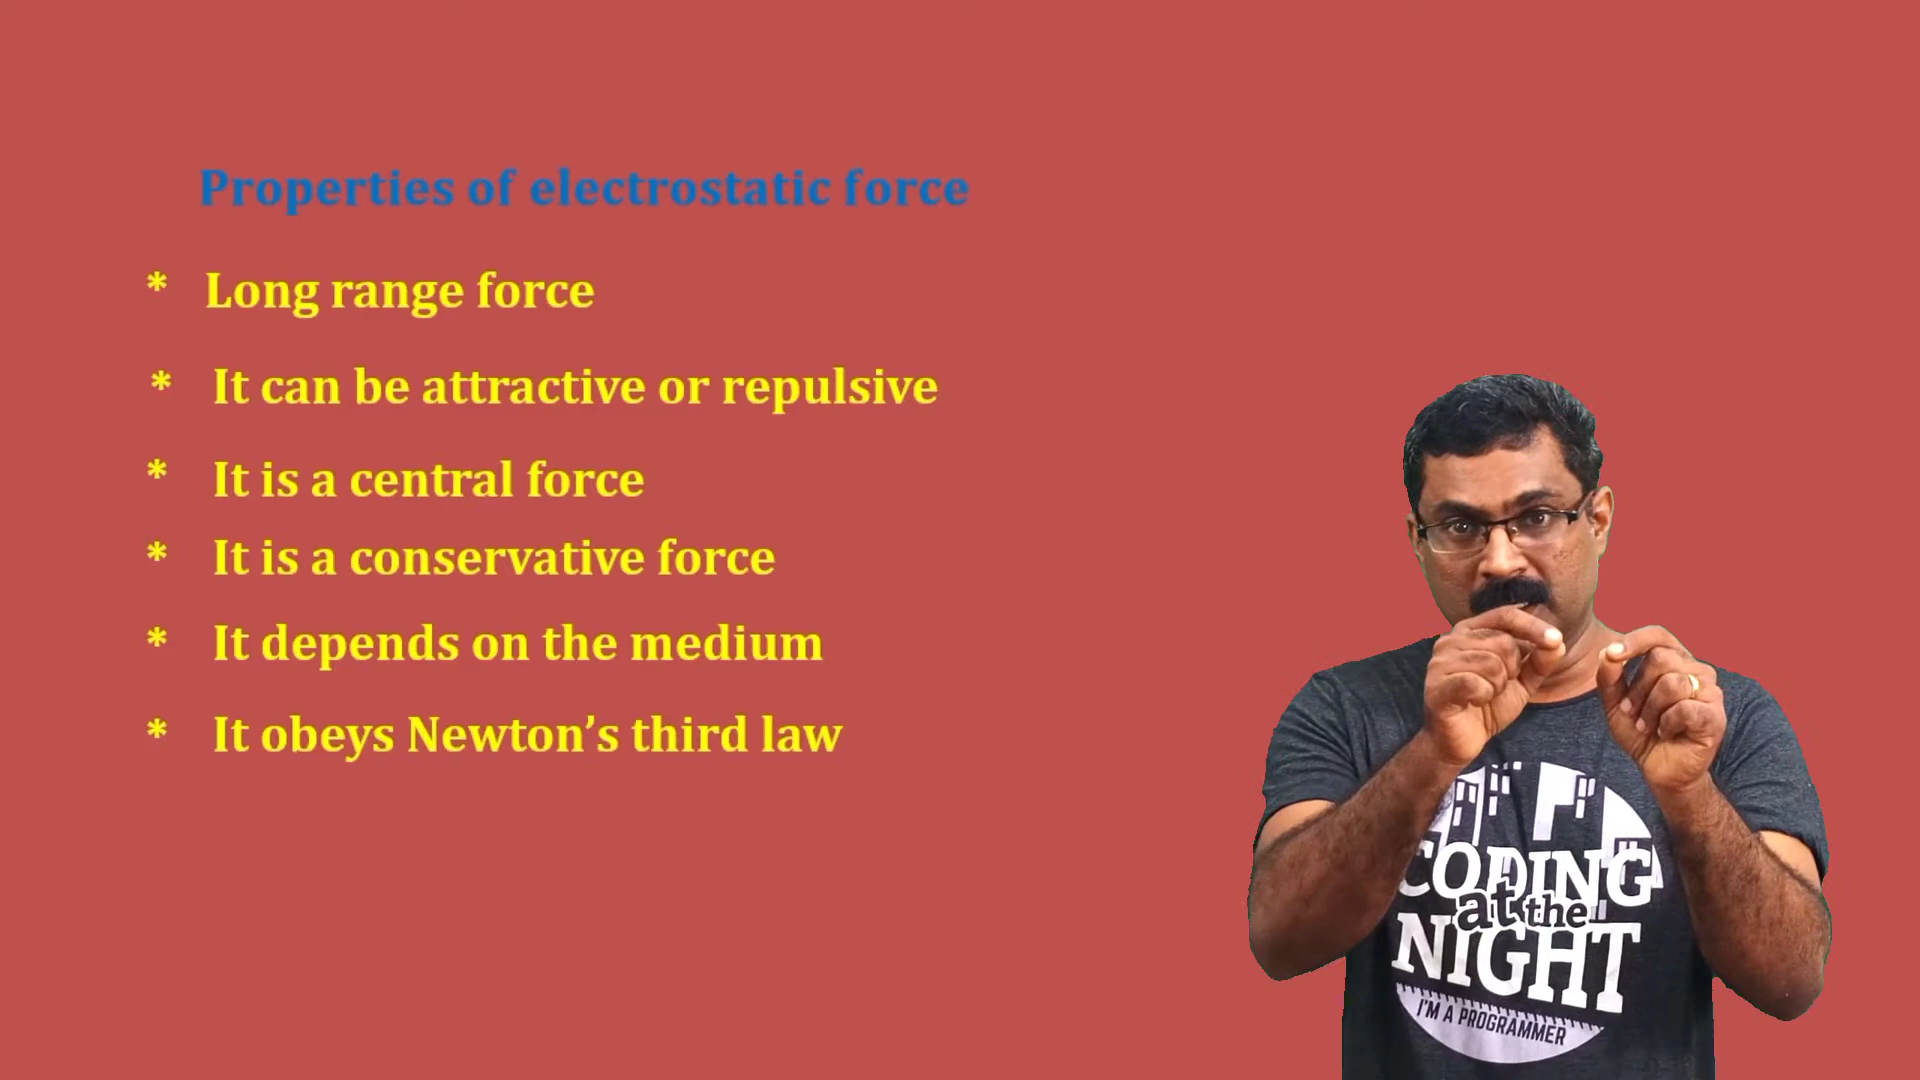 Properties of electrostatic force
* Long range force
* It can be attractive or repulsive
* It is a central force
* It is a conservative force
* It depends on the medium
* It obeys Newton’s third law
CODING
at the
NIGHT
I'M A PROGRAMMER